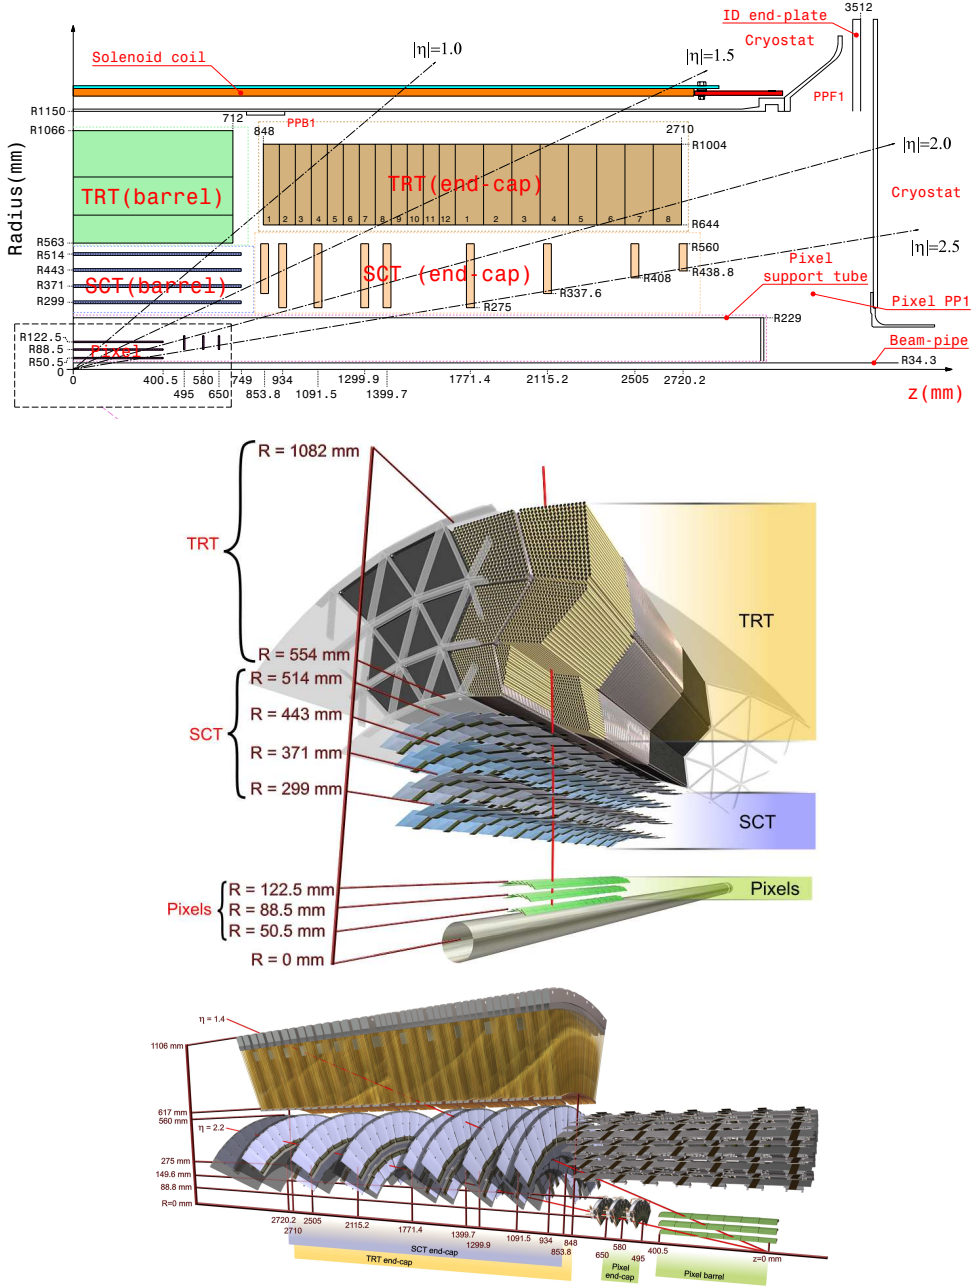 ID end-plate
3512
Cryostat
|η|=1.0
|η|=1.5
Solenoid coil
PPF1
R1150
712
PPB1
R1066
848
2710
R1004
|η|=2.0
Radius(mm)
TRT(barrel)
TRT(end-cap)
Cryostat
1 2 3 4 5 6 7 8 9 10 11 12 1 2 3 4 5 6 7 8
R644
R563
R560
R514
|η|=2.5
R443
SCT(barrel)
SCT (end-cap)
R438.8
Pixel
support tube
R371
R408
R337.6
R299
R275
Pixel PP1
R229
R122.5
R88.5
Pixel
Beam-pipe
R50.5
R34.3
0
0 400.5 580 749 934 1299.9 1771.4 2115.2 2505 2720.2
495 650 853.8 1091.5 1399.7
z(mm)
R = 1082 mm
TRT
TRT
R = 554 mm
R = 514 mm
R = 443 mm
SCT
R = 371 mm
R = 299 mm
SCT
R = 122.5 mm
Pixels
Pixels
R = 88.5 mm
R = 50.5 mm
R = 0 mm
η = 1.4
1106 mm
617 mm
560 mm
η = 2.2
275 mm
149.6 mm
88.8 mm
R=0 mm
2720.2
2710
2505
2115.2
1771.4
1399.7
1299.9
1091.5
934
853.8
848
650
580
495
400.5
z=0 mm
SCT end-cap
TRT end-cap
Pixel
end-cap
Pixel barrel